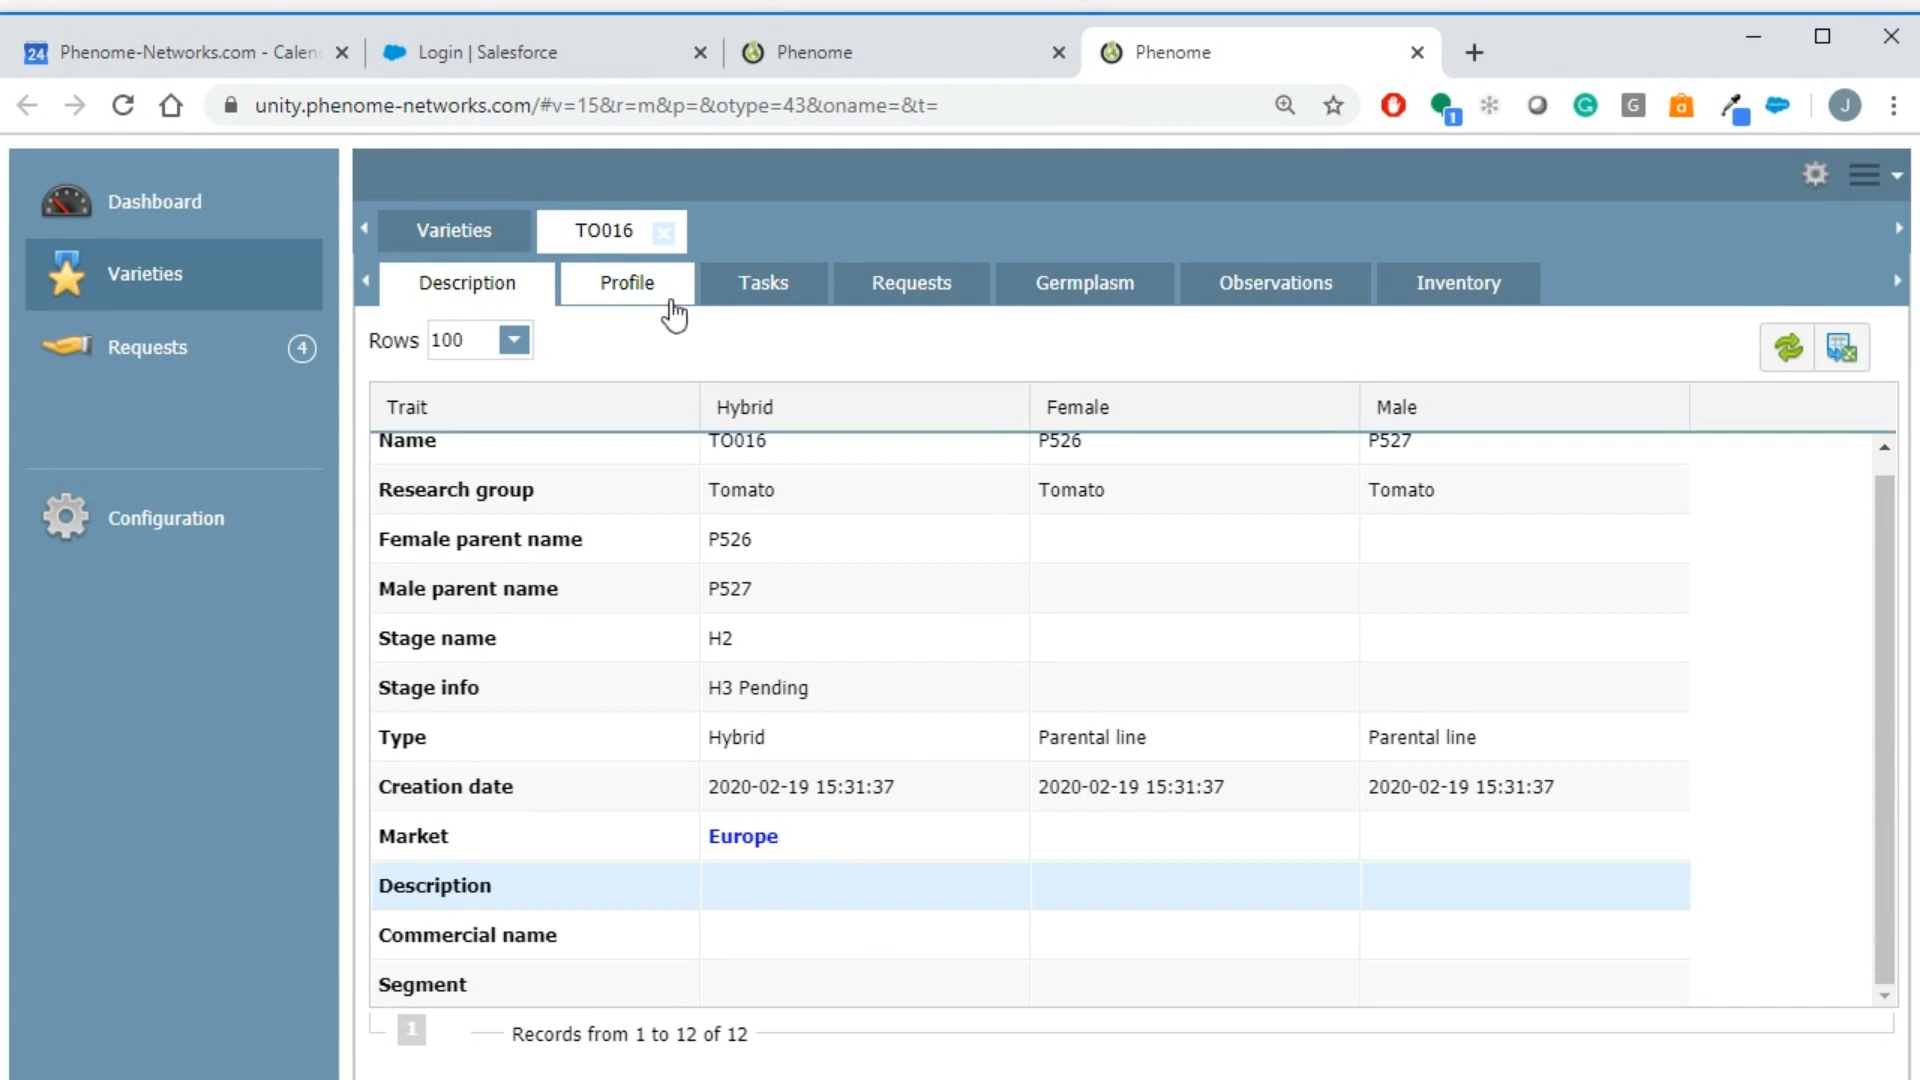 24 Phenome-Networks.com - Calen
Login | Salesforce
Phenome
Phenome
unity.phenome-networks.com/#v=15&r=m&p=&otype=43&oname=&t=
1
G
G
a
J
Dashboard
Varieties
Requests 4
Configuration
Varieties TO016
Description Profile Tasks Requests Germplasm Observations Inventory
Rows 100
Trait Hybrid Female Male
Name TO016 P526 P527
Research group Tomato Tomato Tomato
Female parent name P526
Male parent name P527
Stage name H2
Stage info H3 Pending
Type Hybrid Parental line Parental line
Creation date 2020-02-19 15:31:37 2020-02-19 15:31:37 2020-02-19 15:31:37
Market Europe
Description
Commercial name
Segment
1 Records from 1 to 12 of 12